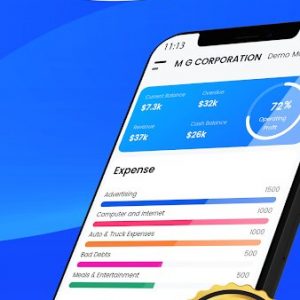 11:13
M G CORPORATION Demo
Current Balance
$7.3k
Overdue
$32k
72%
Operating
Profit
Revenue
$37k
Cash Balance
$26k
Expense
Advertising 1500
Computer and Internet 1000
Auto & Truck Expenses 1000
Bad Debts 500
Meals & Entertainment 500